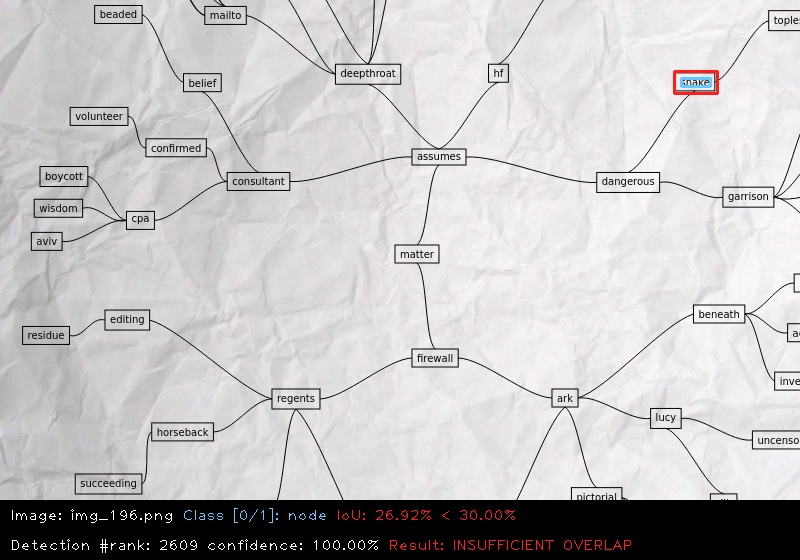 beaded
mailto
toples
deepthroat
hf
belief
snake
volunteer
confirmed
assumes
boycott
consultant
dangerous
garrison
wisdom
cpa
aviv
matter
editing
beneath
residue
firewall
inve
regents
ark
lucy
horseback
uncenso
succeeding
pictorial
Image: img_196.png Class [0/1]: node IoU: 26.92% < 30.00%
Detection #rank: 2609 confidence: 100.00% Result: INSUFFICIENT OVERLAP